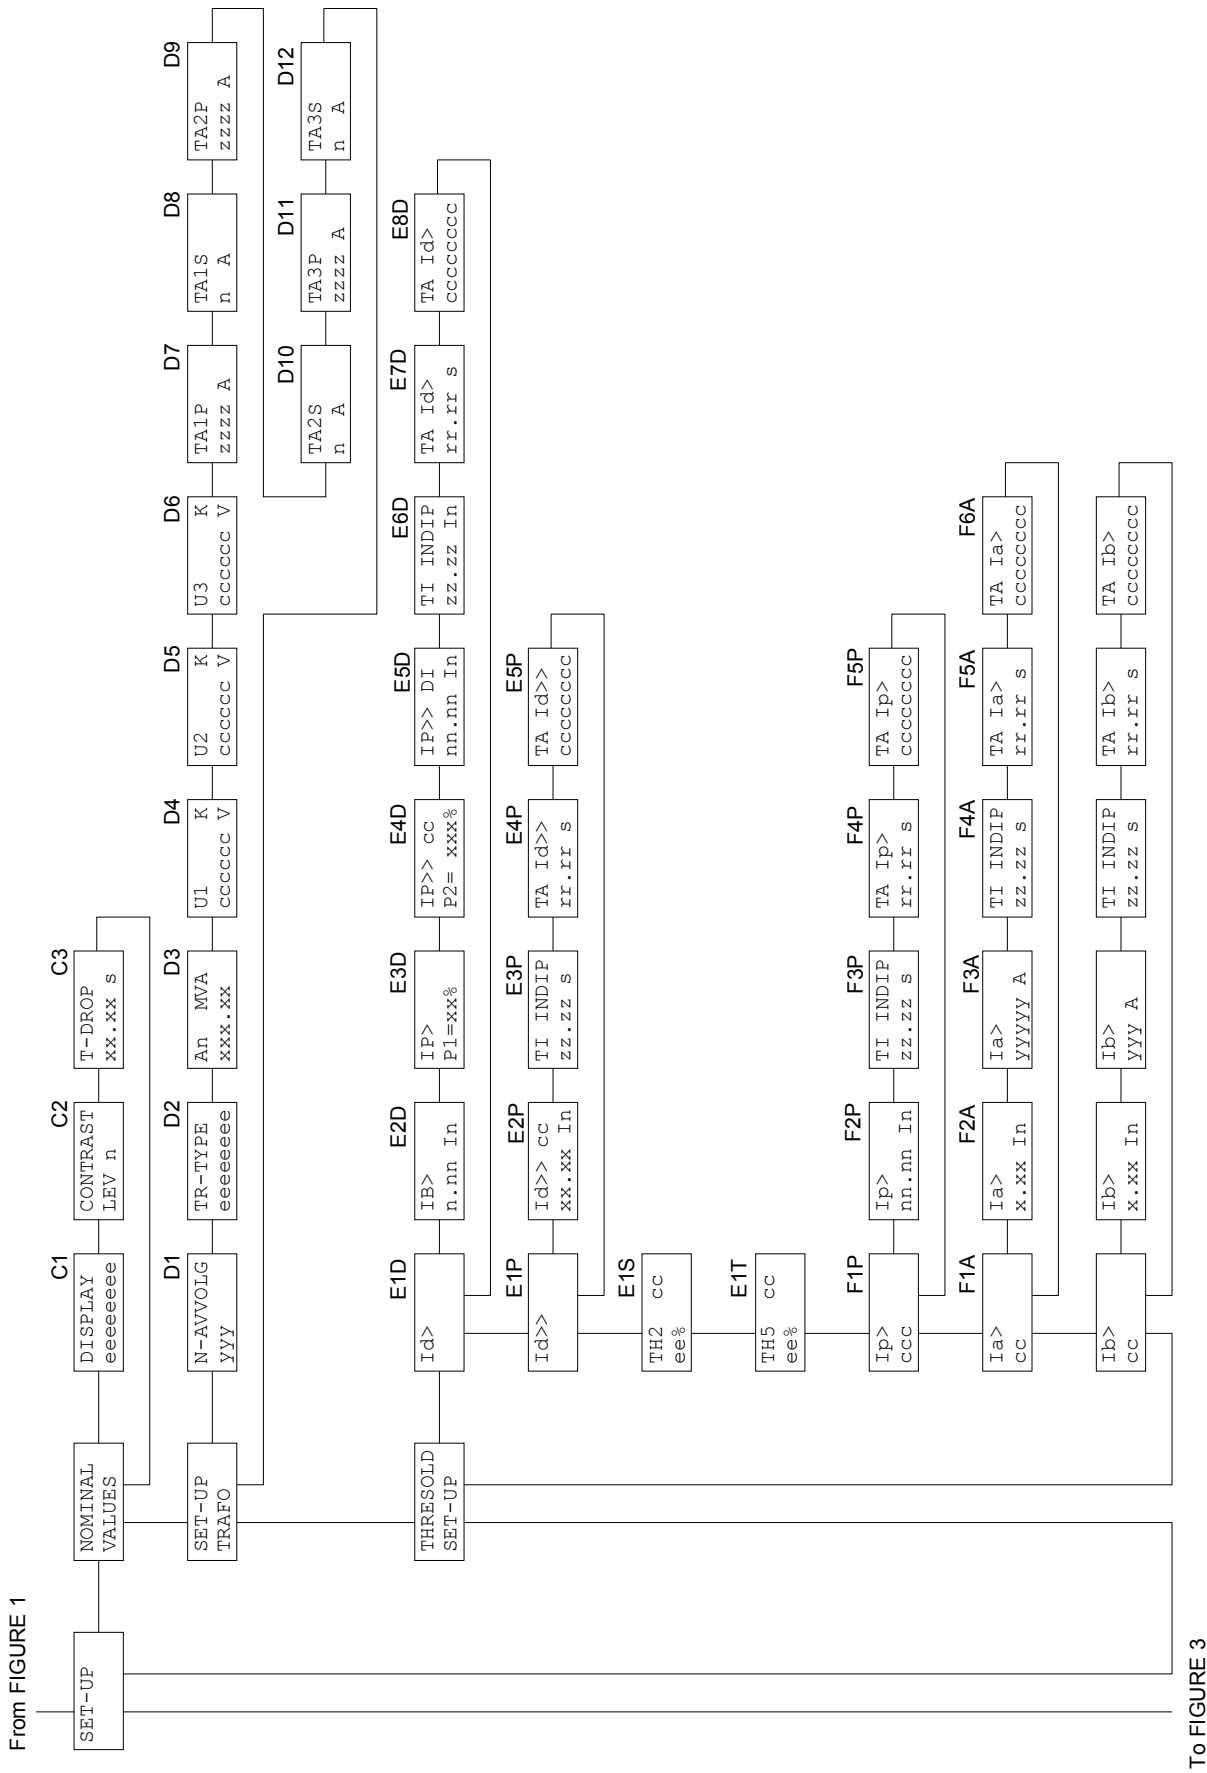 From FIGURE 1
SET-UP
NOMINAL
VALUES
C1
DISPLAY
eeeeeeee
C2
CONTRAST
LEV n
C3
T-DROP
xx.xx s
SET-UP
TRAFO
D1
N-AVVOLG
yyy
D2
TR-TYPE
eeeeeeee
D3
An MVA
xxx.xx
D4
U1 K
cccccc V
D5
U2 K
cccccc V
D6
U3 K
cccccc V
D7
TA1P
zzzz A
D8
TA1S
n A
D9
TA2P
zzzz A
D10
TA2S
n A
D11
TA3P
zzzz A
D12
TA3S
n A
THRESOLD
SET-UP
E1D
Id>
E2D
IB>
n.nn In
E3D
IP>
P1=xx%
E4D
IP>> cc
P2= xxx%
E5D
IP>> DI
nn.nn In
E6D
TI INDIP
zz.zz In
E7D
TA Id>
rr.rr s
E8D
TA Id>
cccccccc
E1P
Id>>
E2P
Id>> cc
xx.xx In
E3P
TI INDIP
zz.zz s
E4P
TA Id>>
rr.rr s
E5P
TA Id>>
cccccccc
E1S
TH2 cc
ee%
E1T
TH5 cc
ee%
F1P
Ip>
ccc
F2P
Ip>
nn.nn In
F3P
TI INDIP
zz.zz s
F4P
TA Ip>
rr.rr s
F5P
TA Ip>
cccccccc
F1A
Ia>
cc
F2A
Ia>
x.xx In
F3A
Ia>
yyyyy A
F4A
TI INDIP
zz.zz s
F5A
TA Ia>
rr.rr s
F6A
TA Ia>
cccccccc
Ib>
cc
Ib>
x.xx In
Ib>
yyy A
TI INDIP
zz.zz s
TA Ib>
rr.rr s
TA Ib>
cccccccc
To FIGURE 3